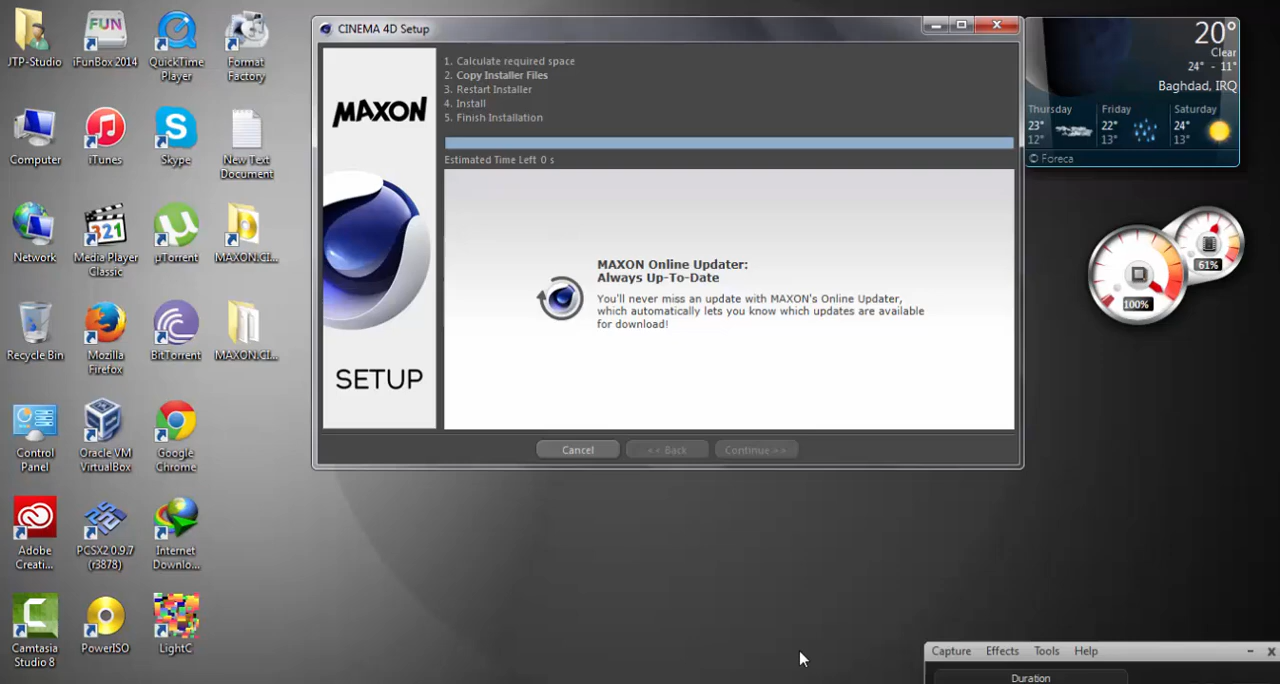 JTP-Studio
FUN
iFunBox 2014
QuickTime
Player
Format
Factory
Computer
iTunes
Skype
New Text
Document
Network
321
Media Player
Classic
µTorrent
MAXON.CI...
Recycle Bin
Mozilla
Firefox
BitTorrent
MAXON.CI...
Control
Panel
Oracle VM
VirtualBox
Google
Chrome
Adobe
Creati...
PCSX2 0.9.7
(r3878)
Internet
Downlo...
Camtasia
Studio 8
PowerISO
LightC
CINEMA 4D Setup
MAXON
SETUP
1. Calculate required space
2. Copy Installer Files
3. Restart Installer
4. Install
5. Finish Installation
Estimated Time Left 0 s
MAXON Online Updater:
Always Up-To-Date
You'll never miss an update with MAXON's Online Updater,
which automatically lets you know which updates are available
for download!
Cancel
<< Back
Continue >>
20°
Clear
24° - 11°
Baghdad, IRQ
Thursday
23°
12°
Friday
22°
13°
Saturday
24°
13°
© Foreca
61%
100%
Capture Effects Tools Help
Duration